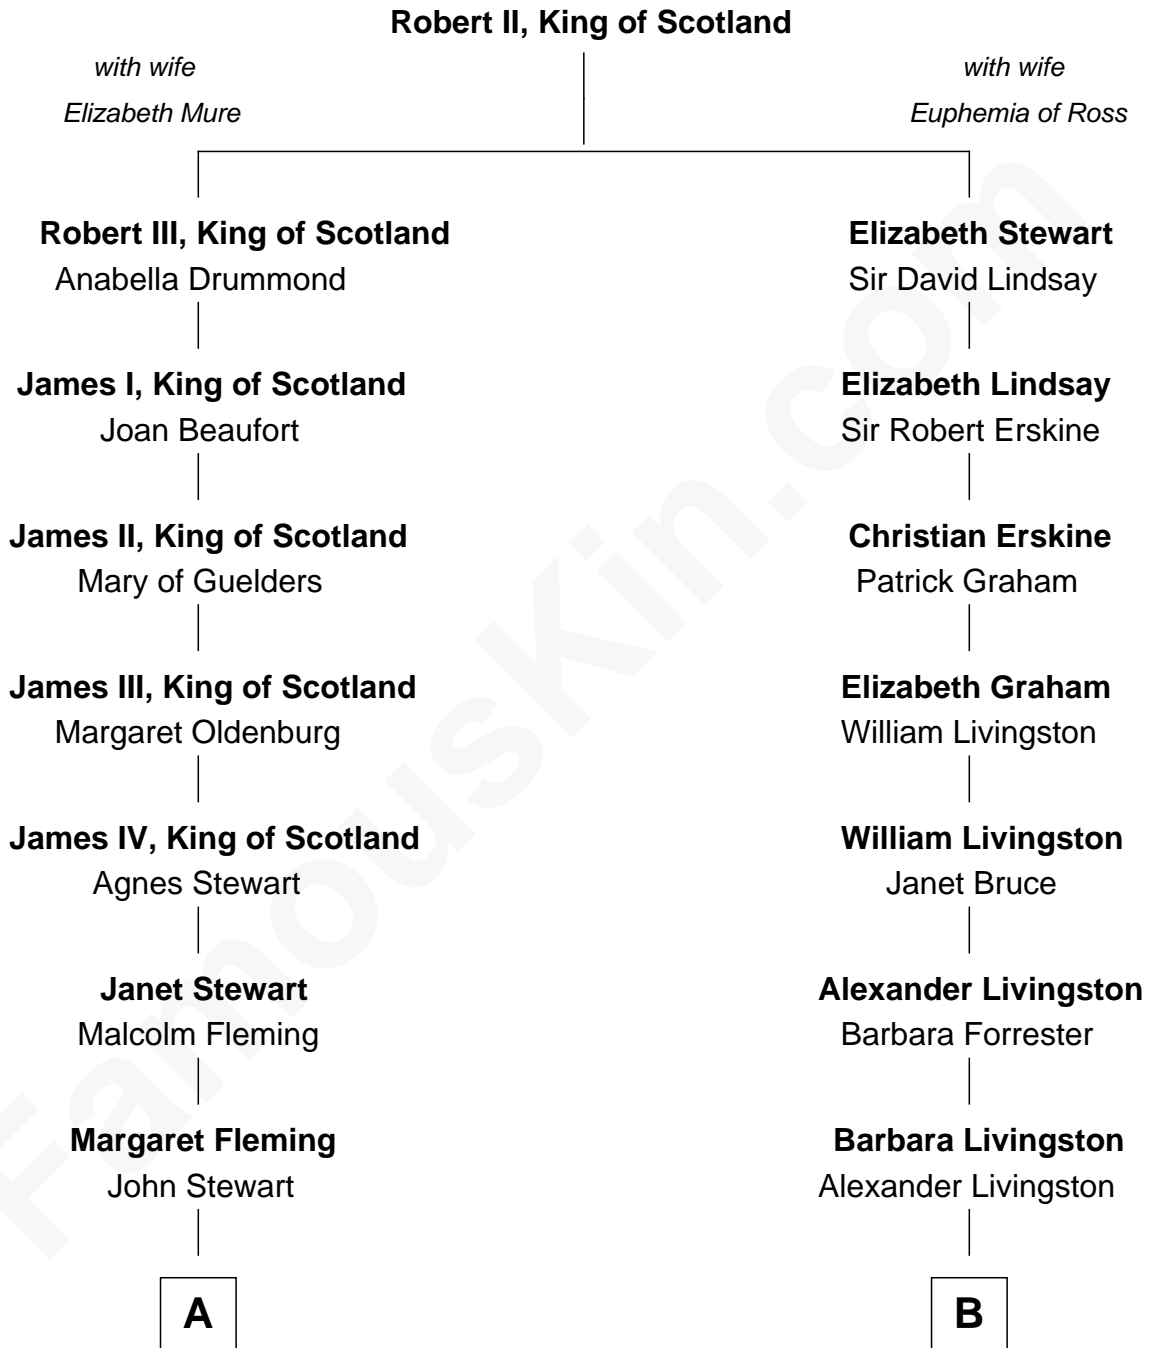 Robert II, King of Scotland
with wife
Elizabeth Mure
with wife
Euphemia of Ross
Robert III, King of Scotland
Anabella Drummond
Elizabeth Stewart
Sir David Lindsay
James I, King of Scotland
Joan Beaufort
Elizabeth Lindsay
Sir Robert Erskine
James II, King of Scotland
Mary of Guelders
Christian Erskine
Patrick Graham
James III, King of Scotland
Margaret Oldenburg
Elizabeth Graham
William Livingston
James IV, King of Scotland
Agnes Stewart
William Livingston
Janet Bruce
Janet Stewart
Malcolm Fleming
Alexander Livingston
Barbara Forrester
Margaret Fleming
John Stewart
Barbara Livingston
Alexander Livingston
A
B
FamousKin.com